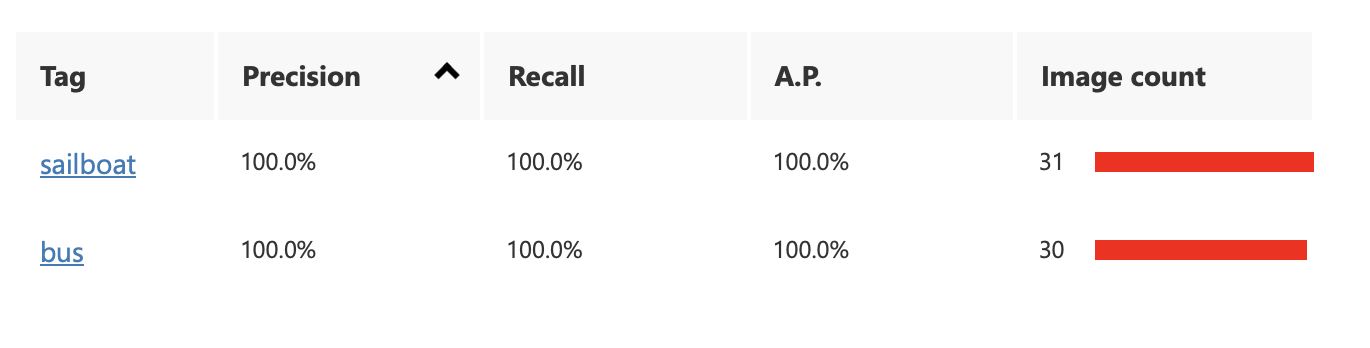 Tag Precision Recall A.P. Image count
sailboat 100.0% 100.0% 100.0% 31
bus 100.0% 100.0% 100.0% 30